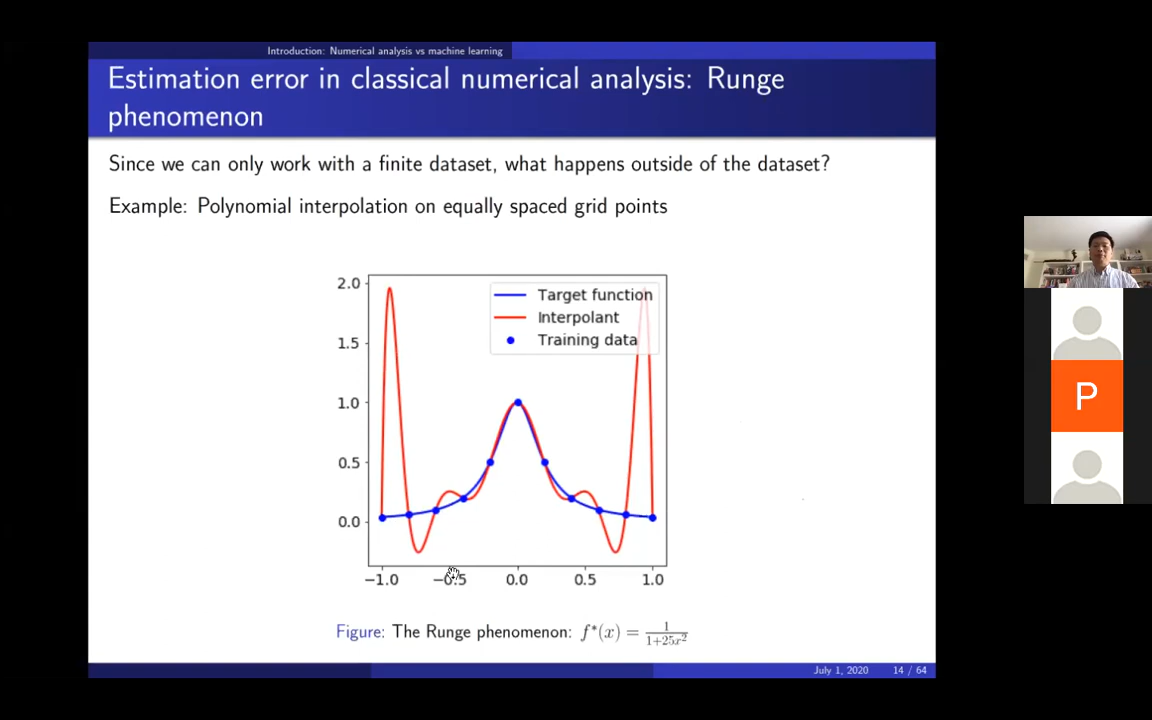 Introduction: Numerical analysis vs machine learning
Estimation error in classical numerical analysis: Runge
phenomenon
Since we can only work with a finite dataset, what happens outside of the dataset?
Example: Polynomial interpolation on equally spaced grid points
2.0
1.5
1.0
0.5
0.0
Target function
Interpolant
Training data
−1.0 −0.5 0.0 0.5 1.0
Figure: The Runge phenomenon: f*(x) = 1/(1+25x²)
July 1, 2020 14 / 64
P